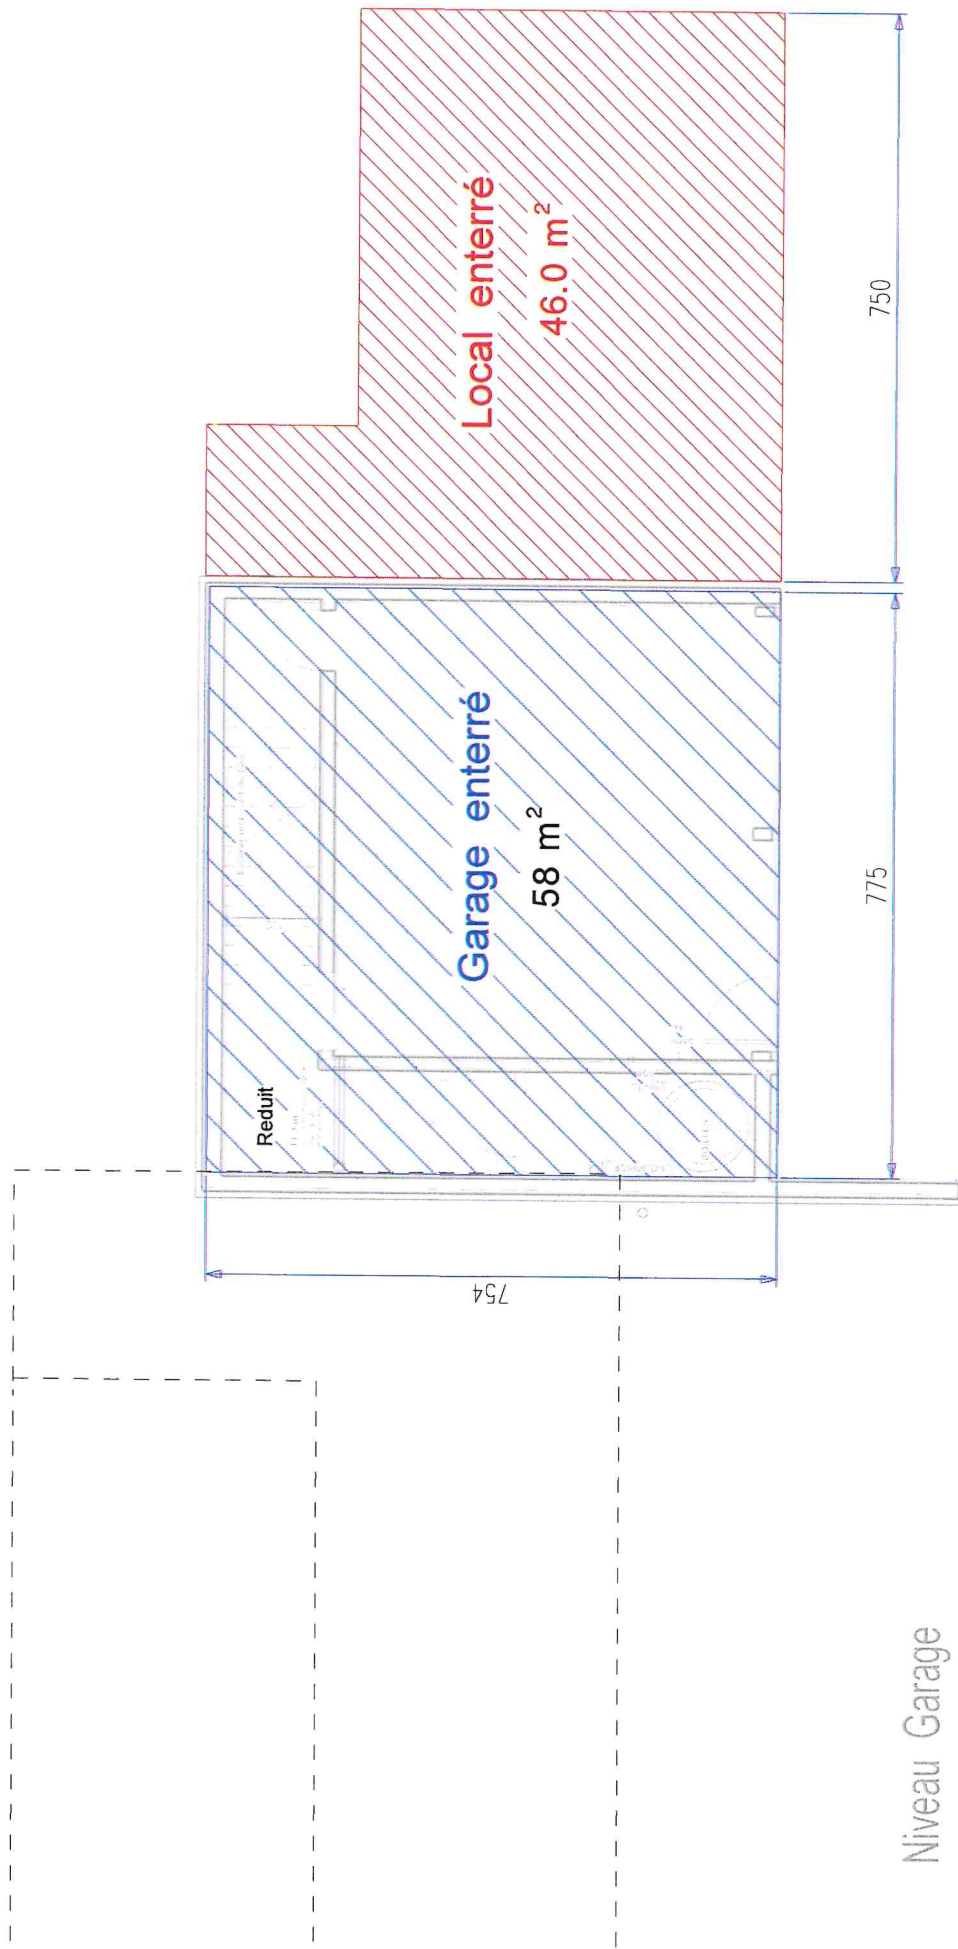 Local enterré
46.0 m²
750
Garage enterré
58 m²
775
Reduit
754
Niveau Garage